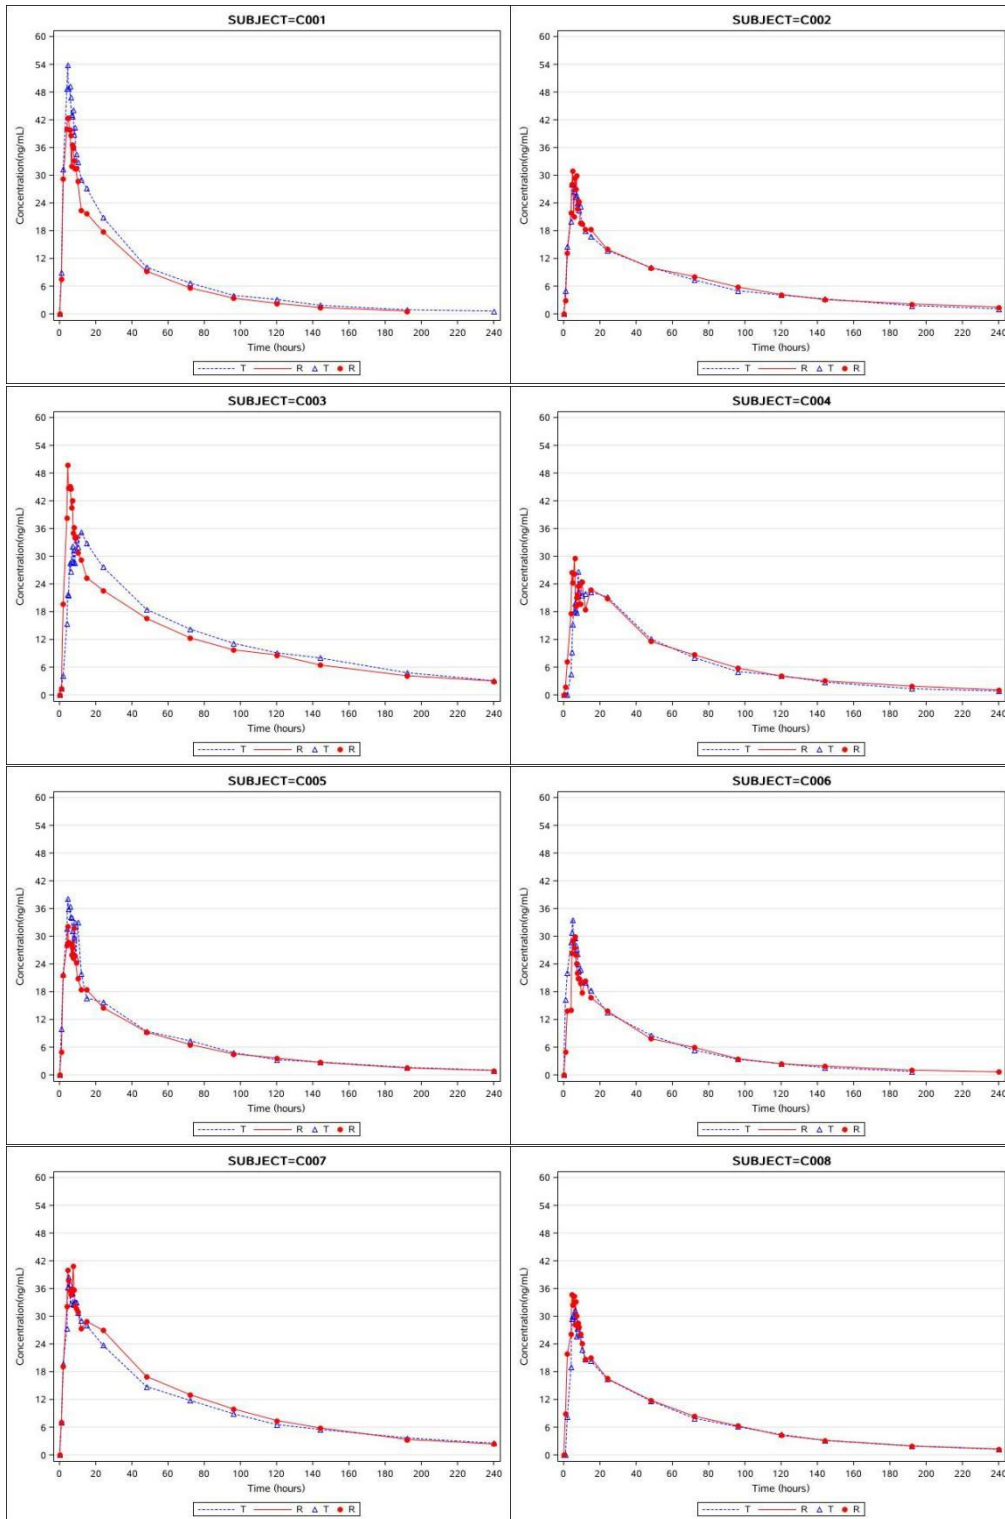 SUBJECT=C001
60
54
48
42
36
30
24
18
12
6
0
Concentration(ng/mL)
0 20 40 60 80 100 120 140 160 180 200 220 240
Time (hours)
T R T R
SUBJECT=C002
60
54
48
42
36
30
24
18
12
6
0
Concentration(ng/mL)
0 20 40 60 80 100 120 140 160 180 200 220 240
Time (hours)
T R T R
SUBJECT=C003
60
54
48
42
36
30
24
18
12
6
0
Concentration(ng/mL)
0 20 40 60 80 100 120 140 160 180 200 220 240
Time (hours)
T R T R
SUBJECT=C004
60
54
48
42
36
30
24
18
12
6
0
Concentration(ng/mL)
0 20 40 60 80 100 120 140 160 180 200 220 240
Time (hours)
T R T R
SUBJECT=C005
60
54
48
42
36
30
24
18
12
6
0
Concentration(ng/mL)
0 20 40 60 80 100 120 140 160 180 200 220 240
Time (hours)
T R T R
SUBJECT=C006
60
54
48
42
36
30
24
18
12
6
0
Concentration(ng/mL)
0 20 40 60 80 100 120 140 160 180 200 220 240
Time (hours)
T R T R
SUBJECT=C007
60
54
48
42
36
30
24
18
12
6
0
Concentration(ng/mL)
0 20 40 60 80 100 120 140 160 180 200 220 240
Time (hours)
T R T R
SUBJECT=C008
60
54
48
42
36
30
24
18
12
6
0
Concentration(ng/mL)
0 20 40 60 80 100 120 140 160 180 200 220 240
Time (hours)
T R T R